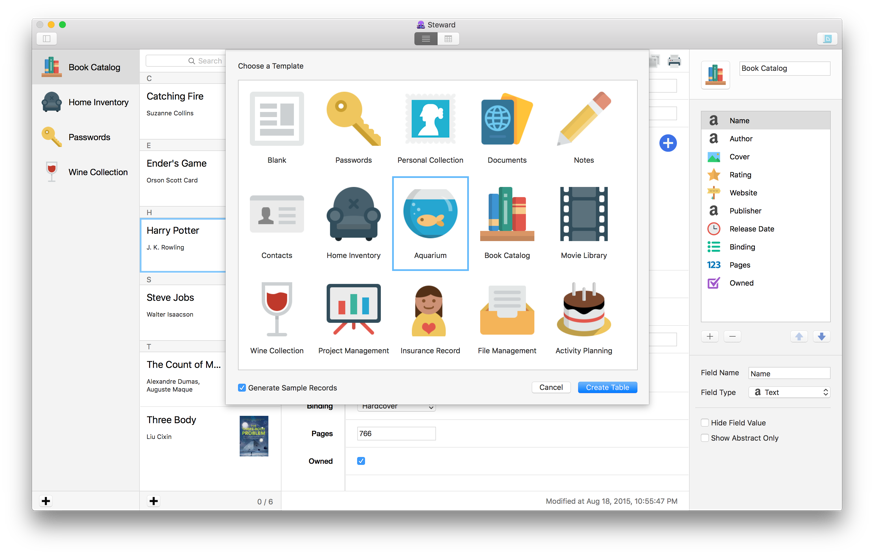 Steward
Book Catalog
Home Inventory
Passwords
Wine Collection
Search
C
Catching Fire
Suzanne Collins
E
Ender's Game
Orson Scott Card
H
Harry Potter
J. K. Rowling
S
Steve Jobs
Walter Isaacson
T
The Count of M...
Alexandre Dumas,
Auguste Maque
Three Body
Liu Cixin
PROBLEM
0 / 6
Choose a Template
Blank
Passwords
Personal Collection
Documents
Notes
Contacts
Home Inventory
Aquarium
Book Catalog
Movie Library
Wine Collection
Project Management
Insurance Record
File Management
Activity Planning
Generate Sample Records
Cancel
Create Table
Binding
Hardcover
Pages
766
Owned
Modified at Aug 18, 2015, 10:55:47 PM
Book Catalog
a Name
a Author
Cover
Rating
Website
a Publisher
Release Date
Binding
123 Pages
Owned
Field Name
Name
Field Type
a Text
Hide Field Value
Show Abstract Only